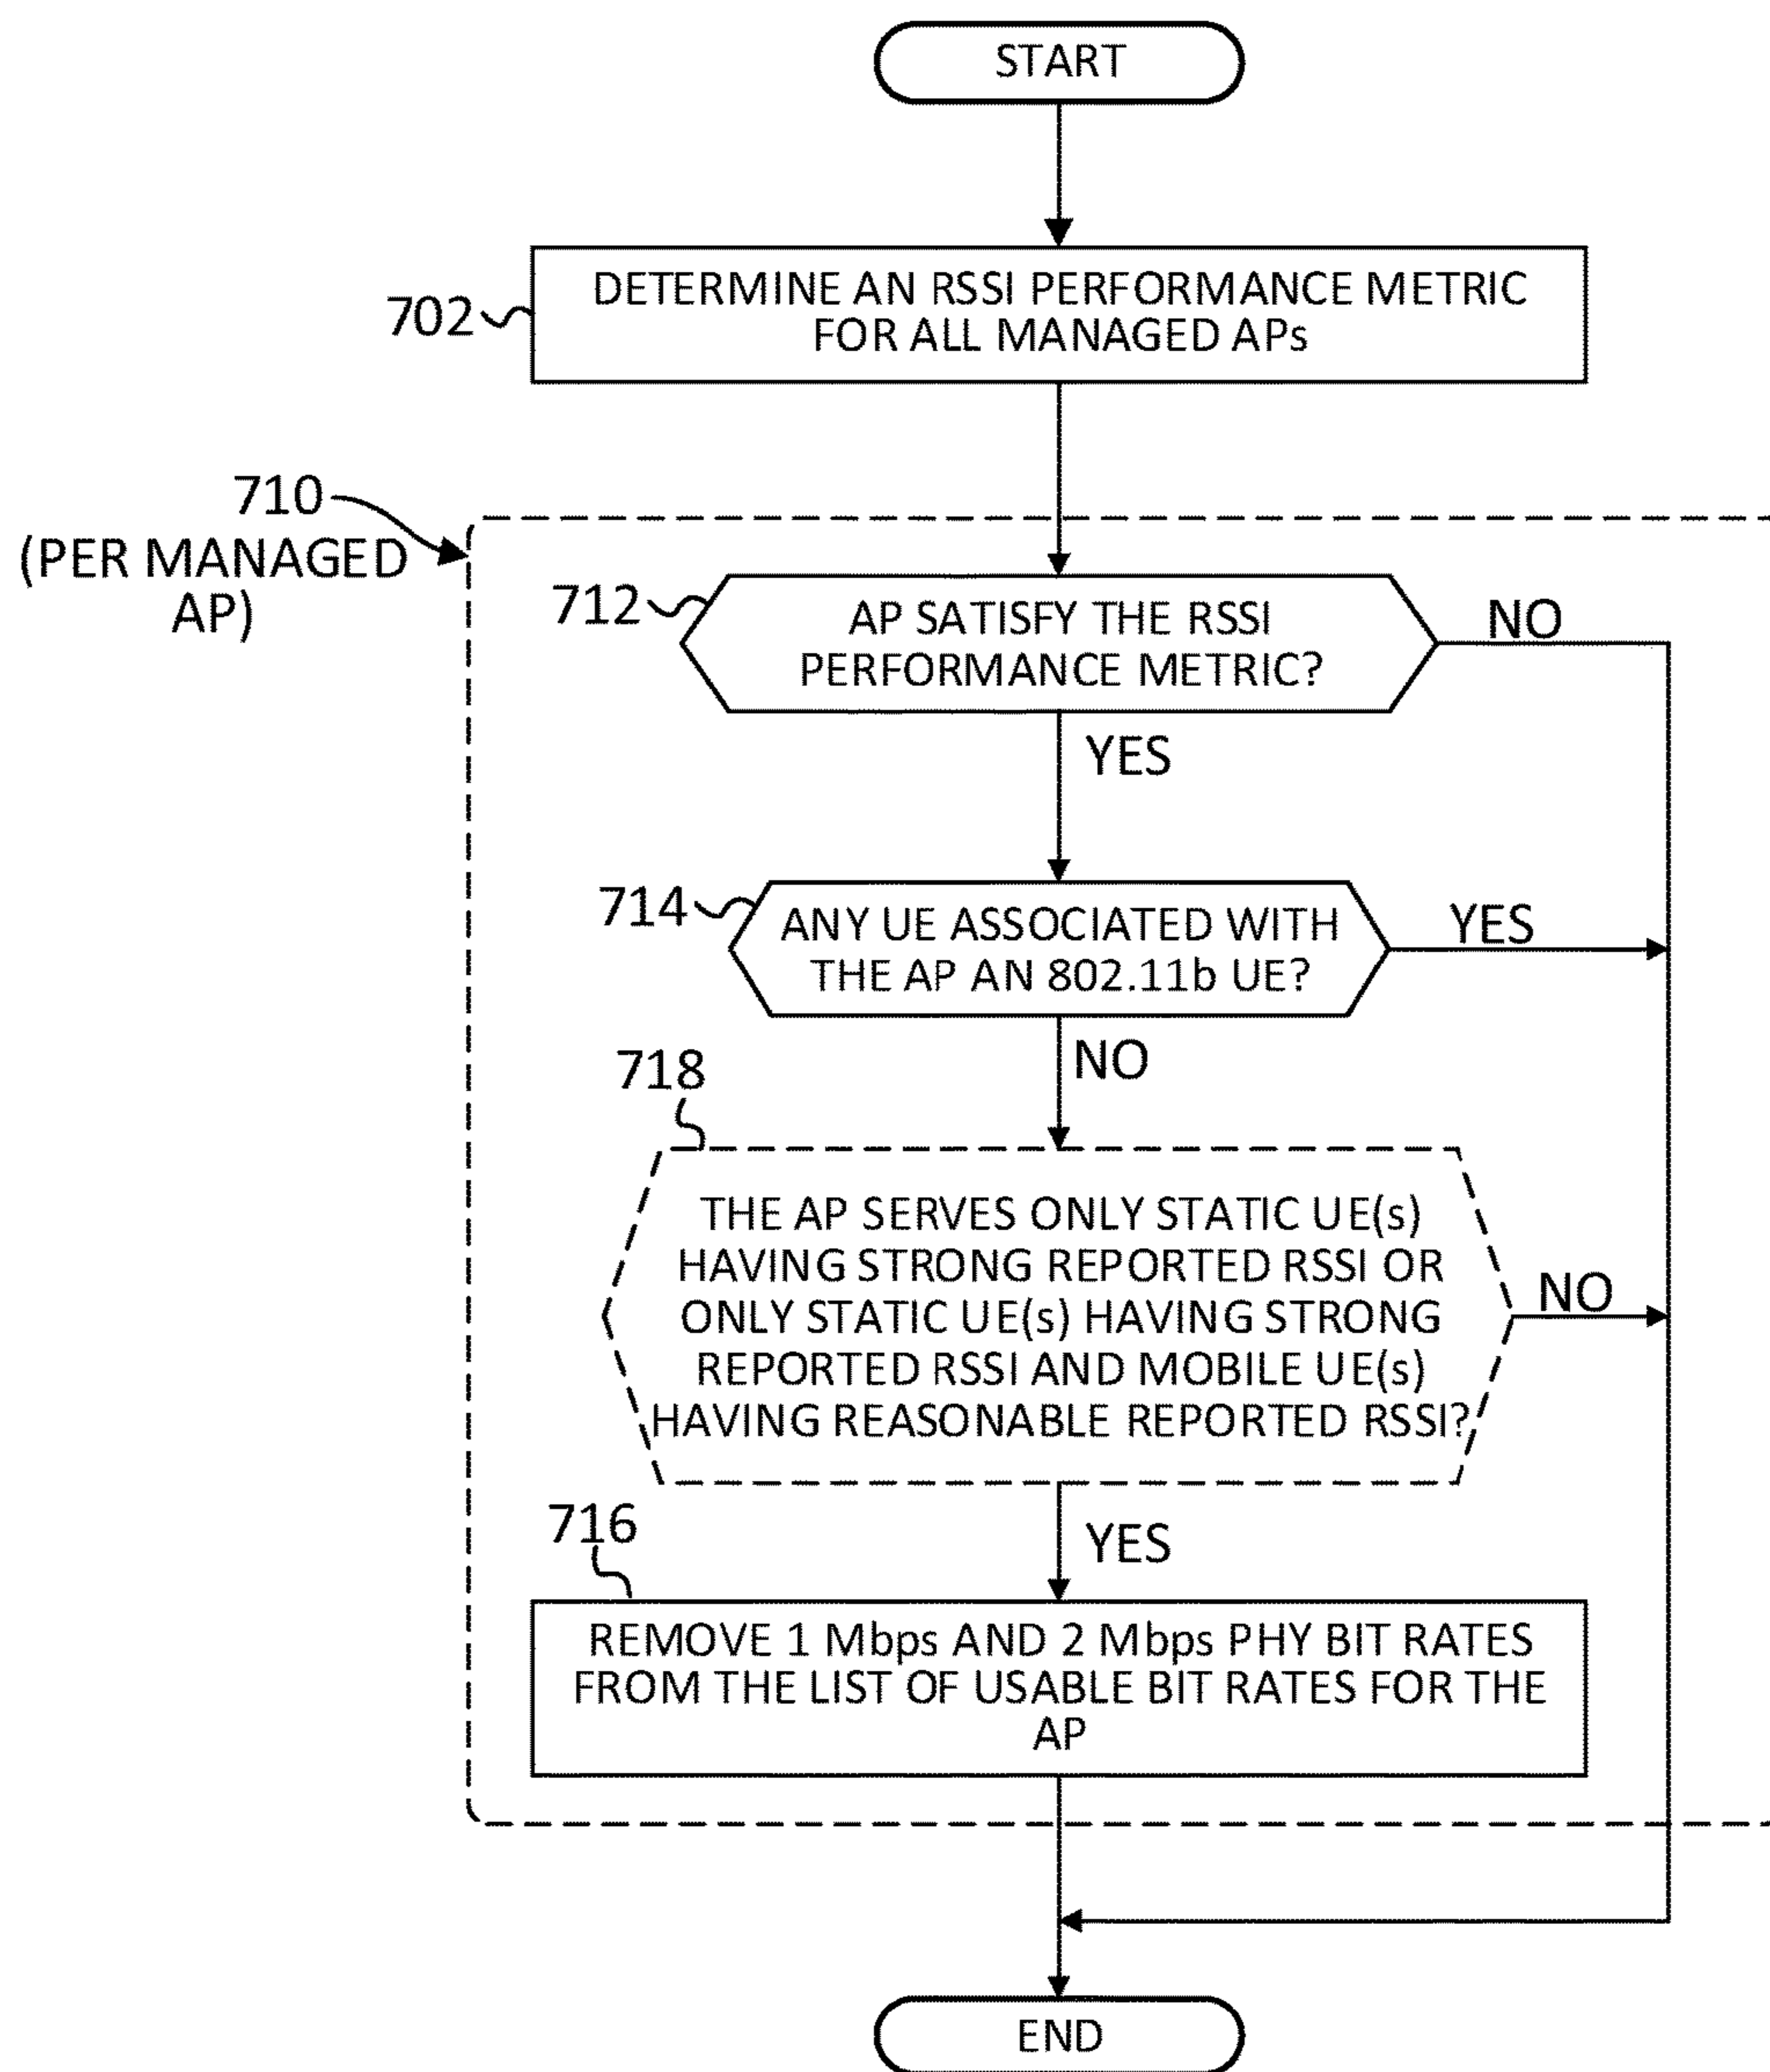 START
702
DETERMINE AN RSSI PERFORMANCE METRIC
FOR ALL MANAGED APs
710
(PER MANAGED
AP)
712
AP SATISFY THE RSSI
PERFORMANCE METRIC?
NO
YES
714
ANY UE ASSOCIATED WITH
THE AP AN 802.11b UE?
YES
NO
718
THE AP SERVES ONLY STATIC UE(s)
HAVING STRONG REPORTED RSSI OR
ONLY STATIC UE(s) HAVING STRONG
REPORTED RSSI AND MOBILE UE(s)
HAVING REASONABLE REPORTED RSSI?
NO
YES
716
REMOVE 1 Mbps AND 2 Mbps PHY BIT RATES
FROM THE LIST OF USABLE BIT RATES FOR THE
AP
END